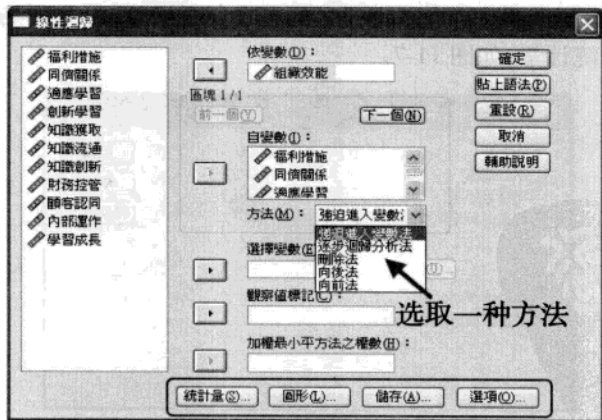 線性迴歸
福利措施
同儕關係
適應學習
創新學習
知識獲取
知識流通
知識創新
財務控管
顧客認同
內部運作
學習成長
依變數(D)：
組織效能
區塊 1/1
前一個(V)
下一個(N)
自變數(I)：
福利措施
同儕關係
適應學習
方法(M)：
強迫進入變數
強迫進入變數法
逐步迴歸分析法
刪除法
向後法
向前法
選擇變數(E
觀察值標記(C)：
加權最小平方法之權數(H)：
確定
貼上語法(P)
重設(R)
取消
輔助說明
选取一种方法
統計量(S)...
圖形(L)...
儲存(A)...
選項(O)...